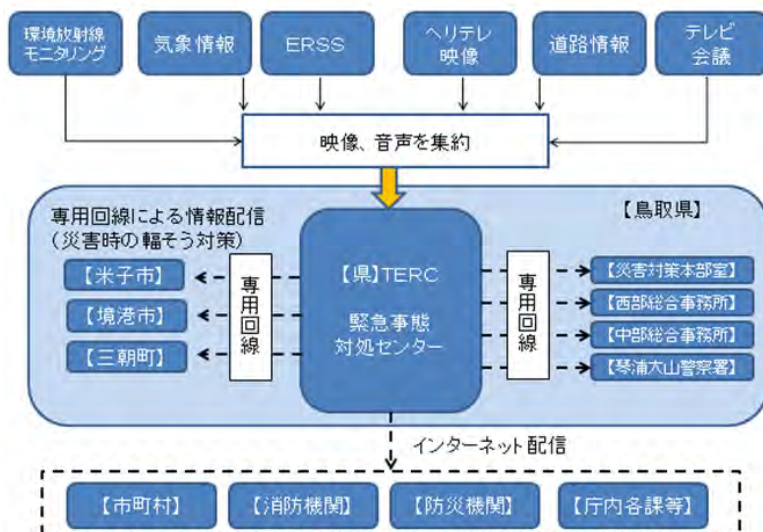 環境放射線
モニタリング
気象情報
ERSS
ヘリテレ
映像
道路情報
テレビ
会議
映像、音声を集約
専用回線による情報配信
(災害時の輻そう対策)
【鳥取県】
【米子市】
【境港市】
【三朝町】
専用回線
【県】TERC
緊急事態
対処センター
専用回線
【災害対策本部室】
【西部総合事務所】
【中部総合事務所】
【琴浦大山警察署】
インターネット配信
【市町村】
【消防機関】
【防災機関】
【庁内各課等】